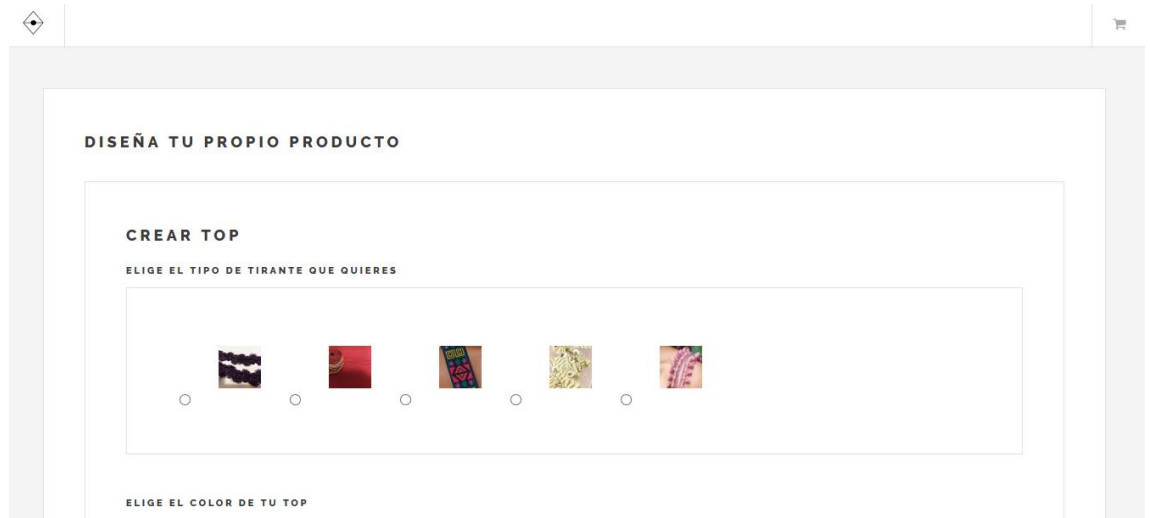 DISEÑA TU PROPIO PRODUCTO
CREAR TOP
ELIGE EL TIPO DE TIRANTE QUE QUIERES
ELIGE EL COLOR DE TU TOP